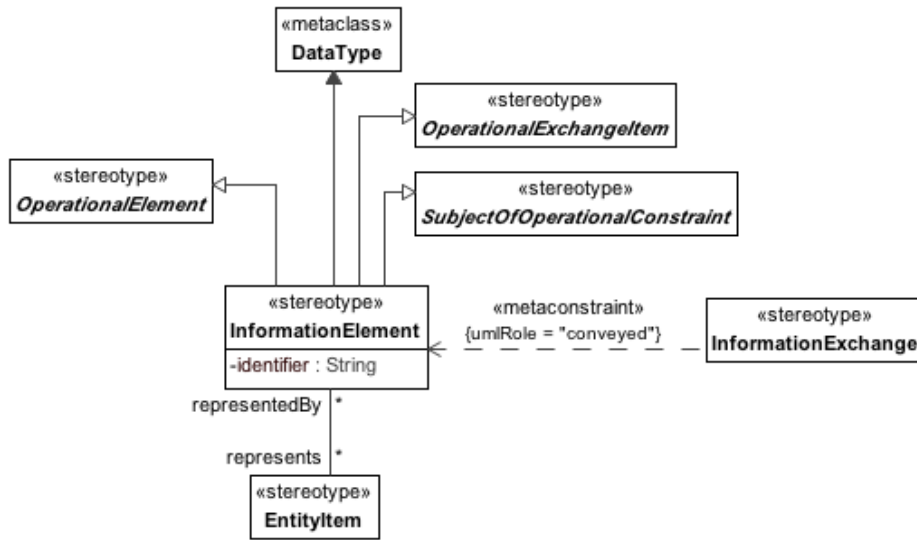 «metaclass»
DataType
«stereotype»
OperationalExchangeItem
«stereotype»
OperationalElement
«stereotype»
SubjectOfOperationalConstraint
«stereotype»
InformationElement
-identifier : String
«metaconstraint»
{umlRole = "conveyed"}
«stereotype»
InformationExchange
representedBy *
represents *
«stereotype»
EntityItem